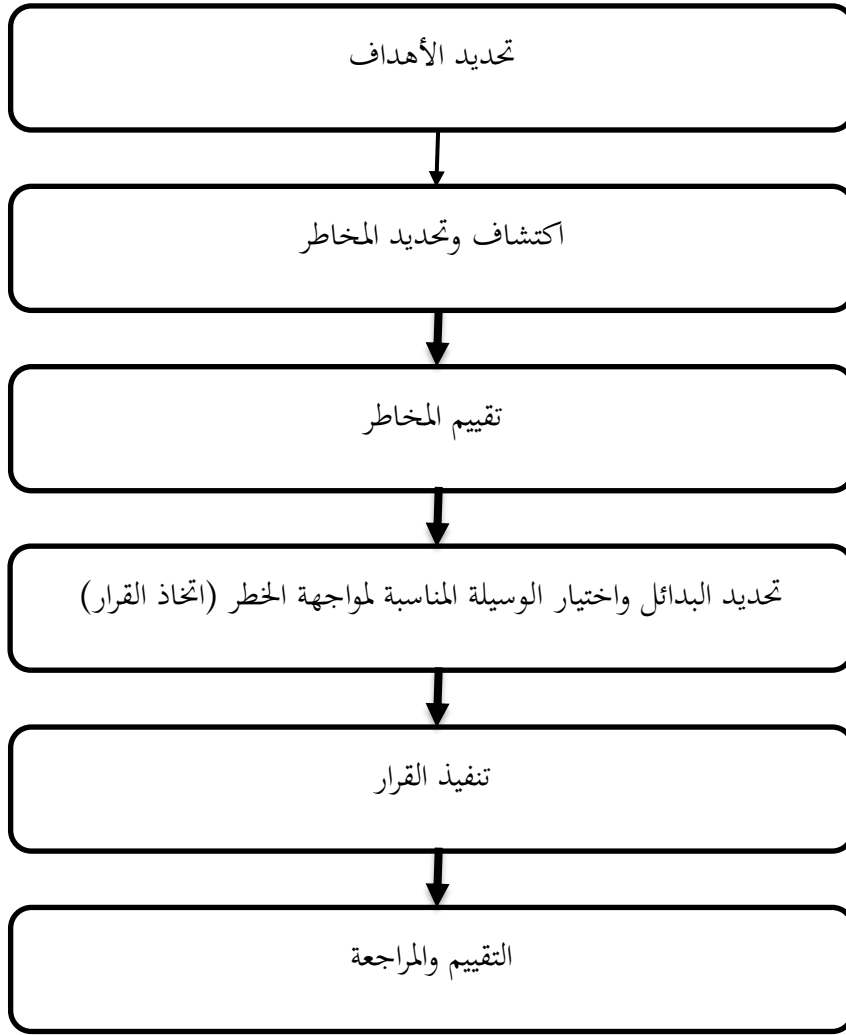 تحديد الأهداف
اكتشاف وتحديد المخاطر
تقييم المخاطر
تحديد البدائل واختيار الوسيلة المناسبة لمواجهة الخطر (اتخاذ القرار)
تنفيذ القرار
التقييم والمراجعة